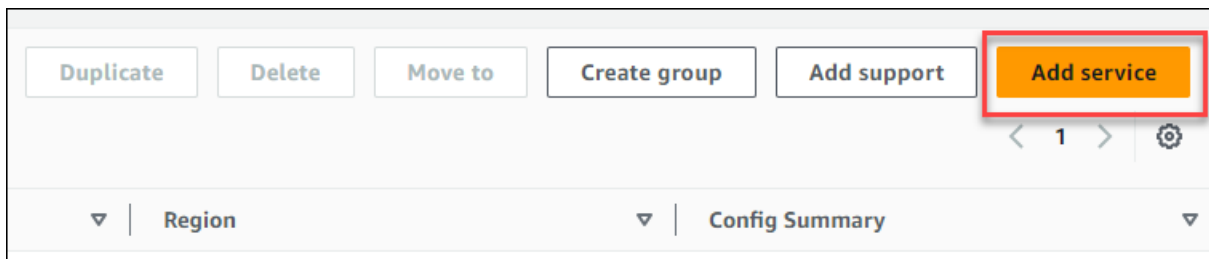 Duplicate Delete Move to Create group Add support Add service
1
Region Config Summary